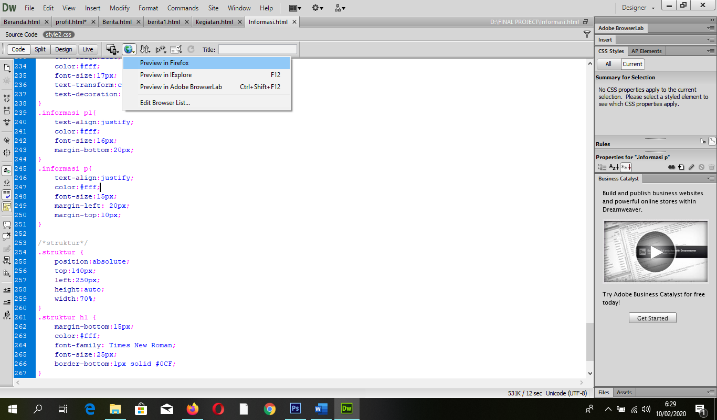 Dw File Edit View Insert Modify Format Commands Site Window Help Designer
Beranda.html × profil.html × Berita.html × berita1.html × Kegiatan.html × Informasi.html ×
Source Code style2.css
Code Split Design Live Title:
Preview in Firefox
Preview in IExplore F12
Preview in Adobe BrowserLab Ctrl+Shift+F12
Edit Browser List...
234 color:#fff;
235 font-size:17px;
236 text-transform:
237 text-decoration:
238 }
239 .informasi p1{
240 text-align:justify;
241 color:#fff;
242 font-size:16px;
243 margin-bottom:20px;
244 }
245 .informasi p{
246 text-align:justify;
247 color:#fff;
248 font-size:15px;
249 margin-left: 20px;
250 margin-top:10px;
251 }
252
253 /*struktur*/
254 .struktur {
255 position:absolute;
256 top:140px;
257 left:250px;
258 height:auto;
259 width:70%;
260 }
261 .struktur h1 {
262 margin-bottom:15px;
263 color:#fff;
264 font-family: Times New Roman;
265 font-size:25px;
266 border-bottom:1px solid #0CF;
267 }
531K / 12 sec Unicode (UTF-8)
Adobe BrowserLab
Insert
CSS Styles AP Elements
All Current
Summary for Selection
No CSS properties apply to the current
selection. Please select a styled element to
see which CSS properties apply.
Rules
Properties for ".informasi p"
Business Catalyst
Build and publish business websites
and powerful online stores within
Dreamweaver.
Try Adobe Business Catalyst for free
today!
Get Started
Files Assets
6:29
10/02/2020